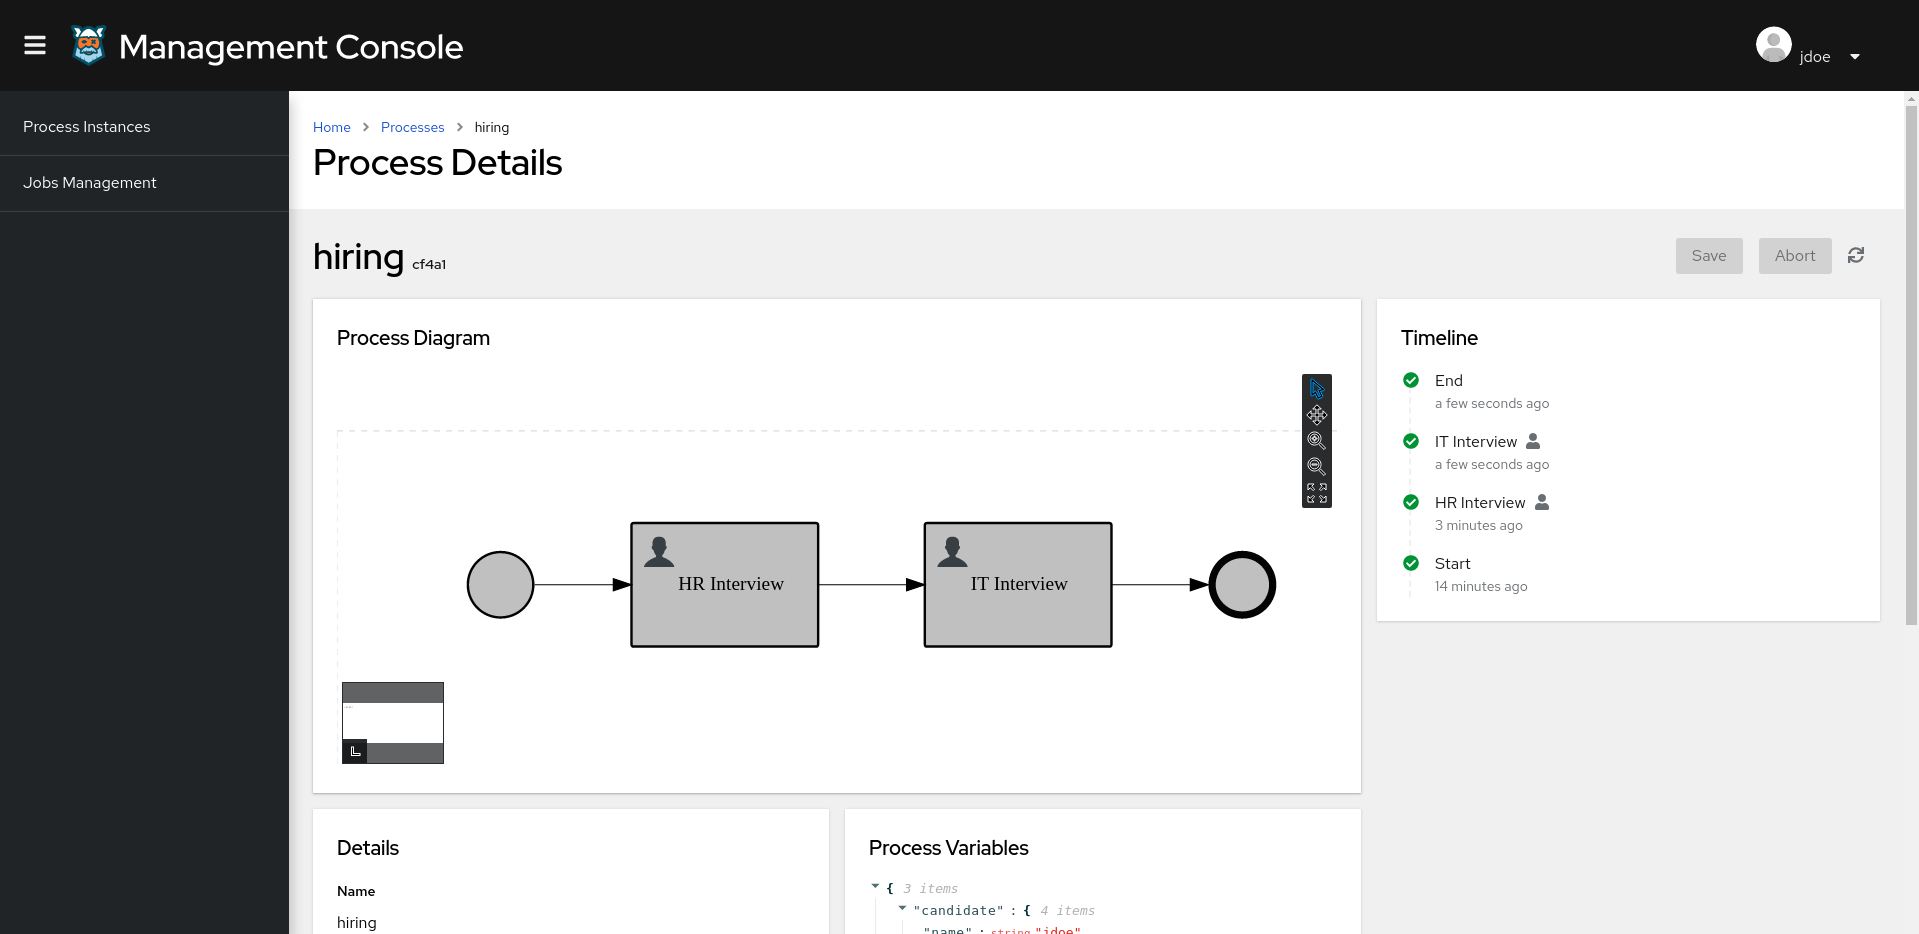 Management Console
jdoe
Process Instances
Jobs Management
Home > Processes > hiring
Process Details
hiring cf4a1
Save
Abort
Process Diagram
HR Interview
IT Interview
Timeline
End
a few seconds ago
IT Interview
a few seconds ago
HR Interview
3 minutes ago
Start
14 minutes ago
Details
Name
hiring
Process Variables
{ 3 items
"candidate" : { 4 items
"name" : string "jdoe"